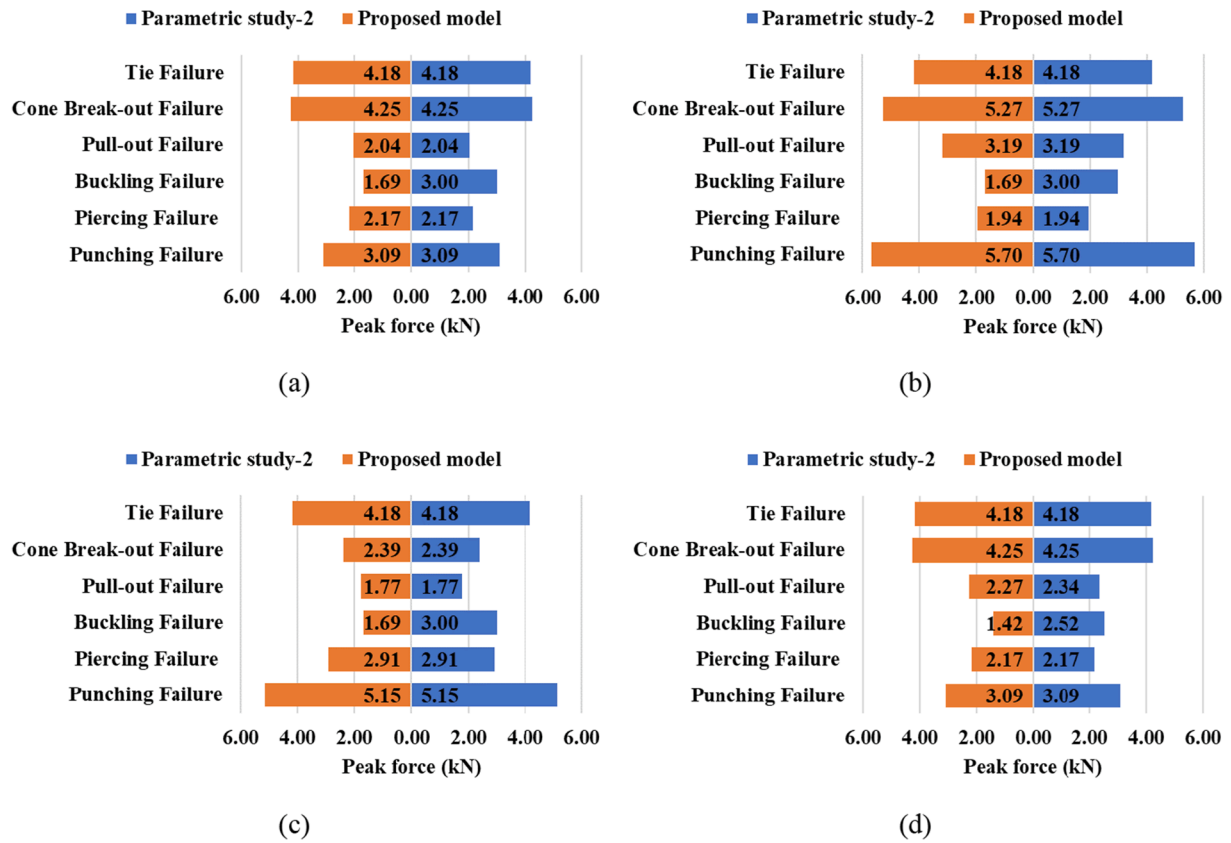 Parametric study-2 Proposed model
Tie Failure 4.18 4.18
Cone Break-out Failure 4.25 4.25
Pull-out Failure 2.04 2.04
Buckling Failure 1.69 3.00
Piercing Failure 2.17 2.17
Punching Failure 3.09 3.09
6.00 4.00 2.00 0.00 2.00 4.00 6.00
Peak force (kN)
(a)
Parametric study-2 Proposed model
Tie Failure 4.18 4.18
Cone Break-out Failure 5.27 5.27
Pull-out Failure 3.19 3.19
Buckling Failure 1.69 3.00
Piercing Failure 1.94 1.94
Punching Failure 5.70 5.70
6.00 4.00 2.00 0.00 2.00 4.00 6.00
Peak force (kN)
(b)
Parametric study-2 Proposed model
Tie Failure 4.18 4.18
Cone Break-out Failure 2.39 2.39
Pull-out Failure 1.77 1.77
Buckling Failure 1.69 3.00
Piercing Failure 2.91 2.91
Punching Failure 5.15 5.15
6.00 4.00 2.00 0.00 2.00 4.00 6.00
Peak force (kN)
(c)
Parametric study-2 Proposed model
Tie Failure 4.18 4.18
Cone Break-out Failure 4.25 4.25
Pull-out Failure 2.27 2.34
Buckling Failure 1.42 2.52
Piercing Failure 2.17 2.17
Punching Failure 3.09 3.09
6.00 4.00 2.00 0.00 2.00 4.00 6.00
Peak force (kN)
(d)